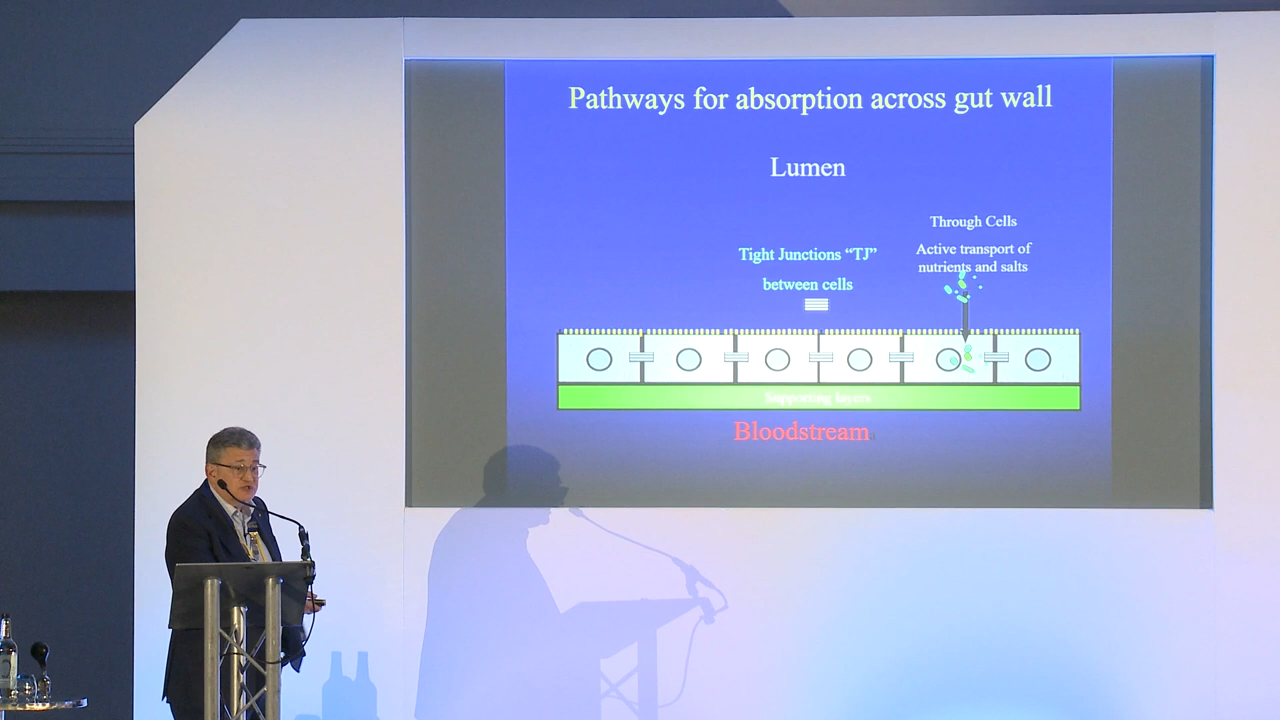 Pathways for absorption across gut wall
Lumen
Through Cells
Active transport of
nutrients and salts
Tight Junctions “TJ”
between cells
Supporting layers
Bloodstream